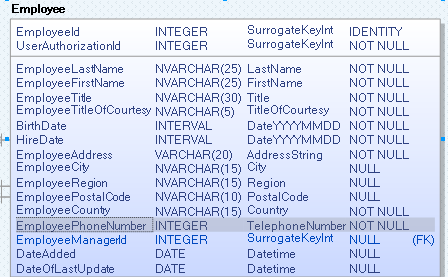 Employee
EmployeeId INTEGER SurrogateKeyInt IDENTITY
UserAuthorizationId INTEGER SurrogateKeyInt NOT NULL
EmployeeLastName NVARCHAR(25) LastName NOT NULL
EmployeeFirstName NVARCHAR(25) FirstName NOT NULL
EmployeeTitle NVARCHAR(30) Title NOT NULL
EmployeeTitleOfCourtesy NVARCHAR(5) TitleOfCourtesy NOT NULL
BirthDate INTERVAL DateYYYYMMDD NOT NULL
HireDate INTERVAL DateYYYYMMDD NOT NULL
EmployeeAddress VARCHAR(20) AddressString NOT NULL
EmployeeCity NVARCHAR(15) City NULL
EmployeeRegion NVARCHAR(15) Region NULL
EmployeePostalCode NVARCHAR(10) PostalCode NULL
EmployeeCountry NVARCHAR(15) Country NOT NULL
EmployeePhoneNumber INTEGER TelephoneNumber NOT NULL
EmployeeManagerId INTEGER SurrogateKeyInt NULL (FK)
DateAdded DATE Datetime NULL
DateOfLastUpdate DATE Datetime NULL